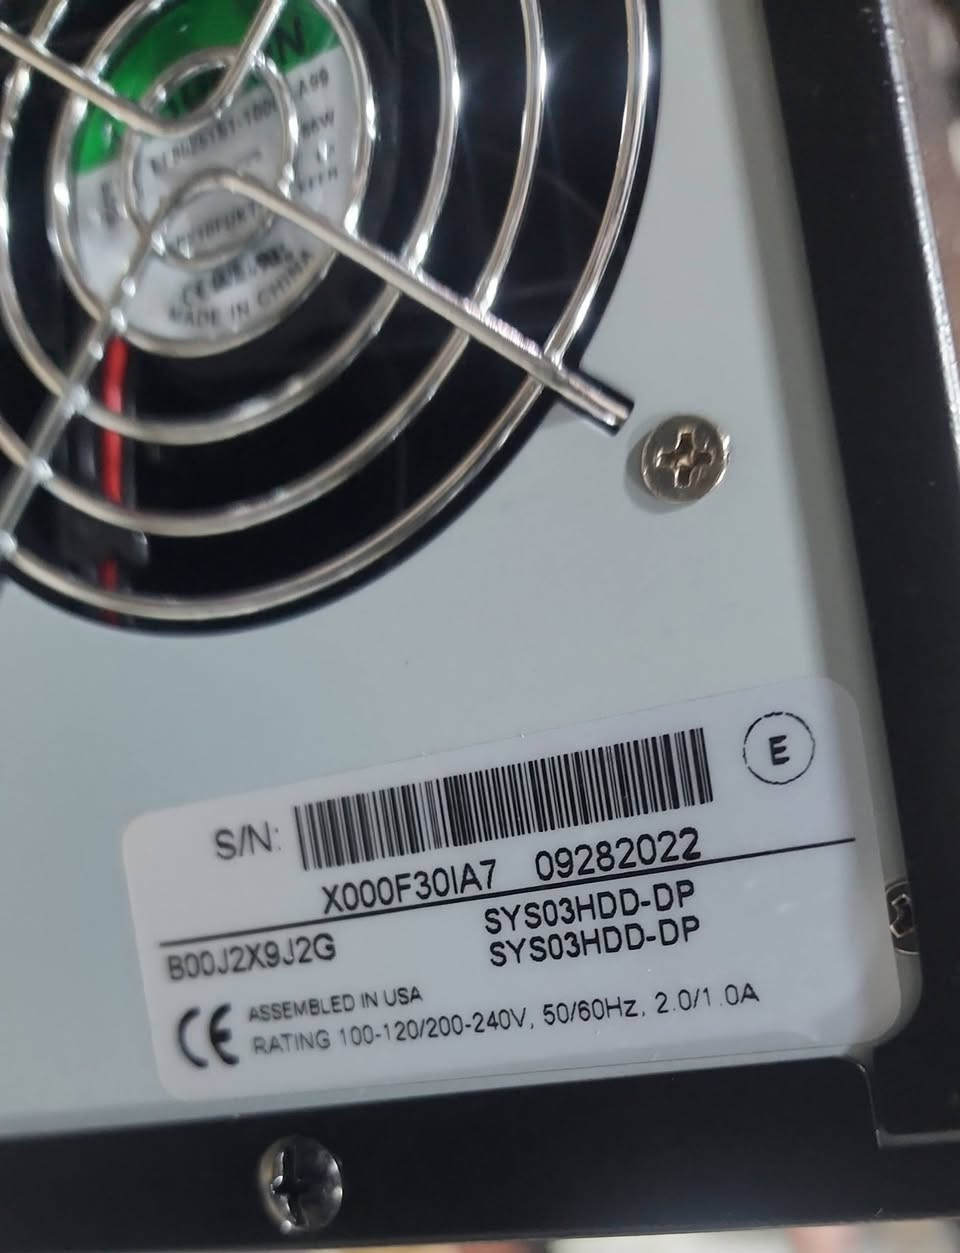 MADE IN CHINA
E
S/N:
X000F30IA7 09282022
SYS03HDD-DP
B00J2X9J2G SYS03HDD-DP
CE ASSEMBLED IN USA
RATING 100-120/200-240V, 50/60Hz, 2.0/1.0A